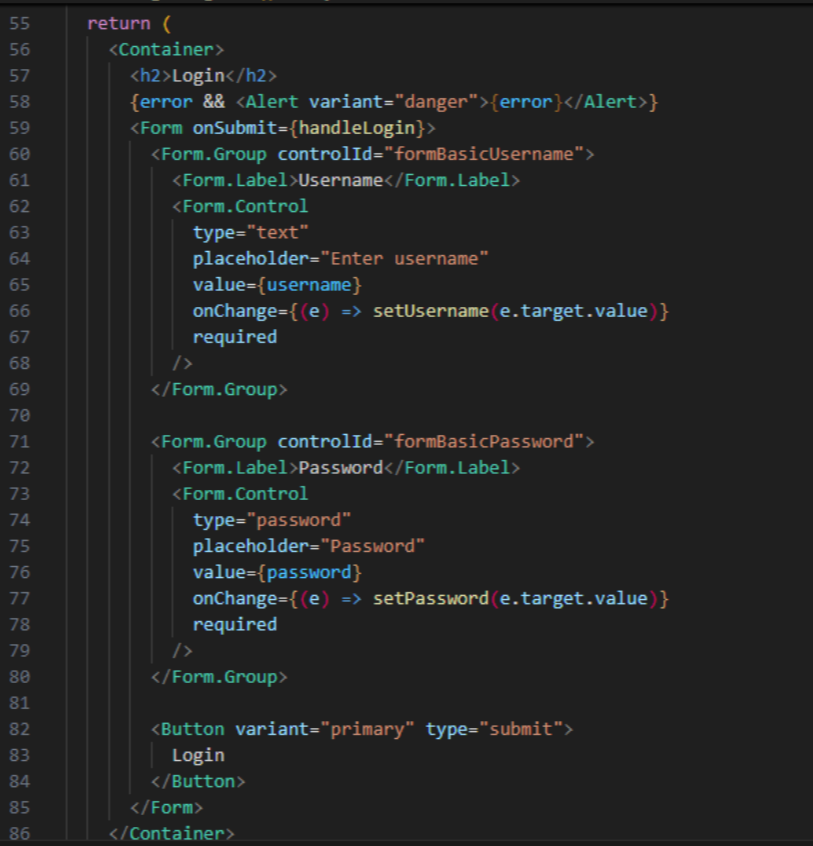 55 return (
56 <Container>
57 <h2>Login</h2>
58 {error && <Alert variant="danger">{error}</Alert>}
59 <Form onSubmit={handleLogin}>
60 <Form.Group controlId="formBasicUsername">
61 <Form.Label>Username</Form.Label>
62 <Form.Control
63 type="text"
64 placeholder="Enter username"
65 value={username}
66 onChange={(e) => setUsername(e.target.value)}
67 required
68 />
69 </Form.Group>
70
71 <Form.Group controlId="formBasicPassword">
72 <Form.Label>Password</Form.Label>
73 <Form.Control
74 type="password"
75 placeholder="Password"
76 value={password}
77 onChange={(e) => setPassword(e.target.value)}
78 required
79 />
80 </Form.Group>
81
82 <Button variant="primary" type="submit">
83 Login
84 </Button>
85 </Form>
86 </Container>